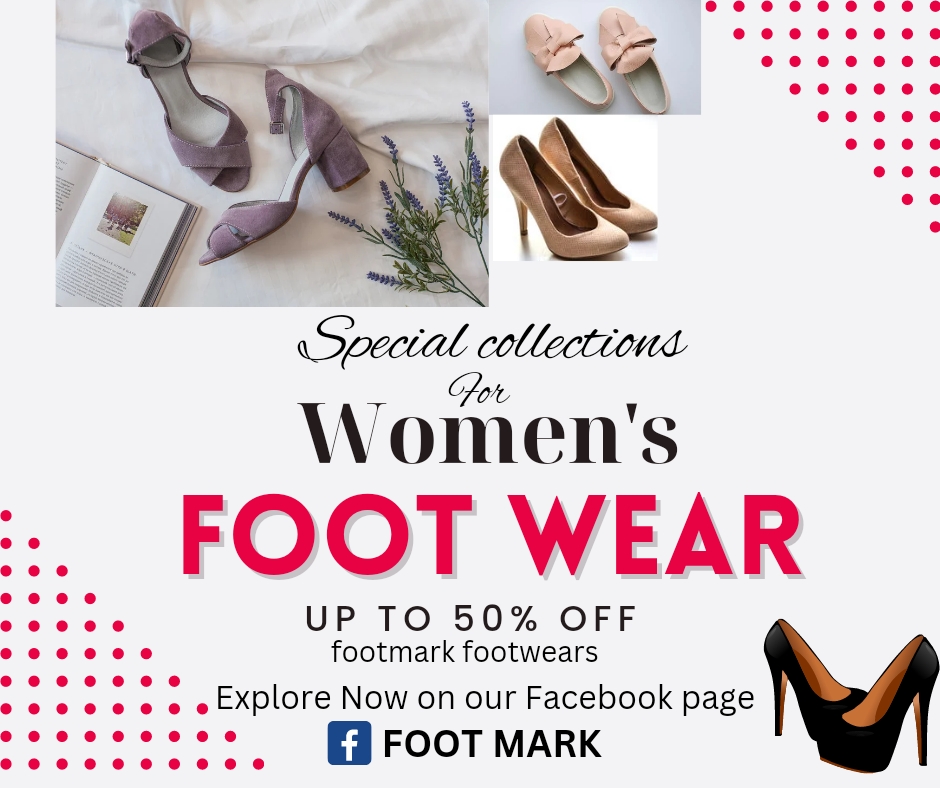 Special collections
For
Women's
FOOT WEAR
UP TO 50% OFF
footmark footwears
Explore Now on our Facebook page
f FOOT MARK